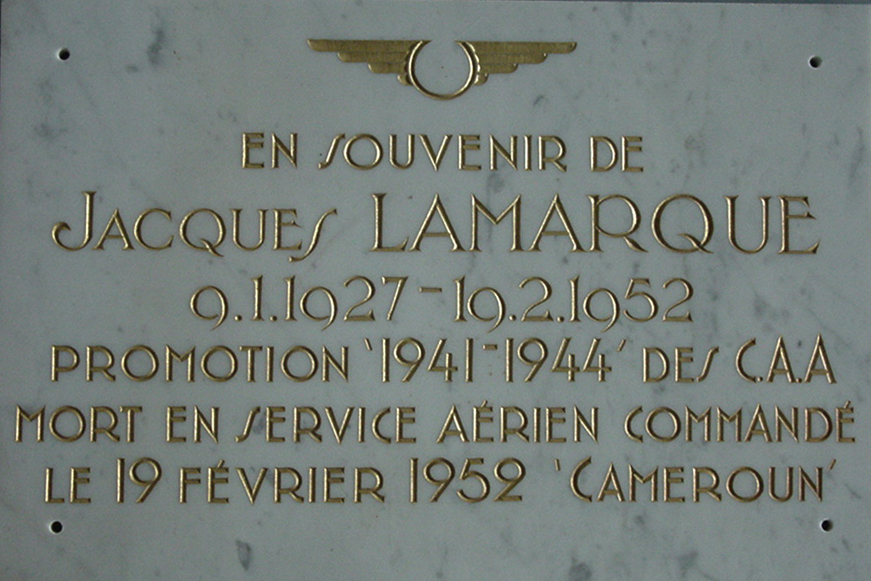 EN SOUVENIR DE
JACQUES LAMARQUE
9.1.1927-19.2.1952
PROMOTION '1941-1944' DES C.A.A
MORT EN SERVICE AÉRIEN COMMANDÉ
LE 19 FÉVRIER 1952 'CAMEROUN'